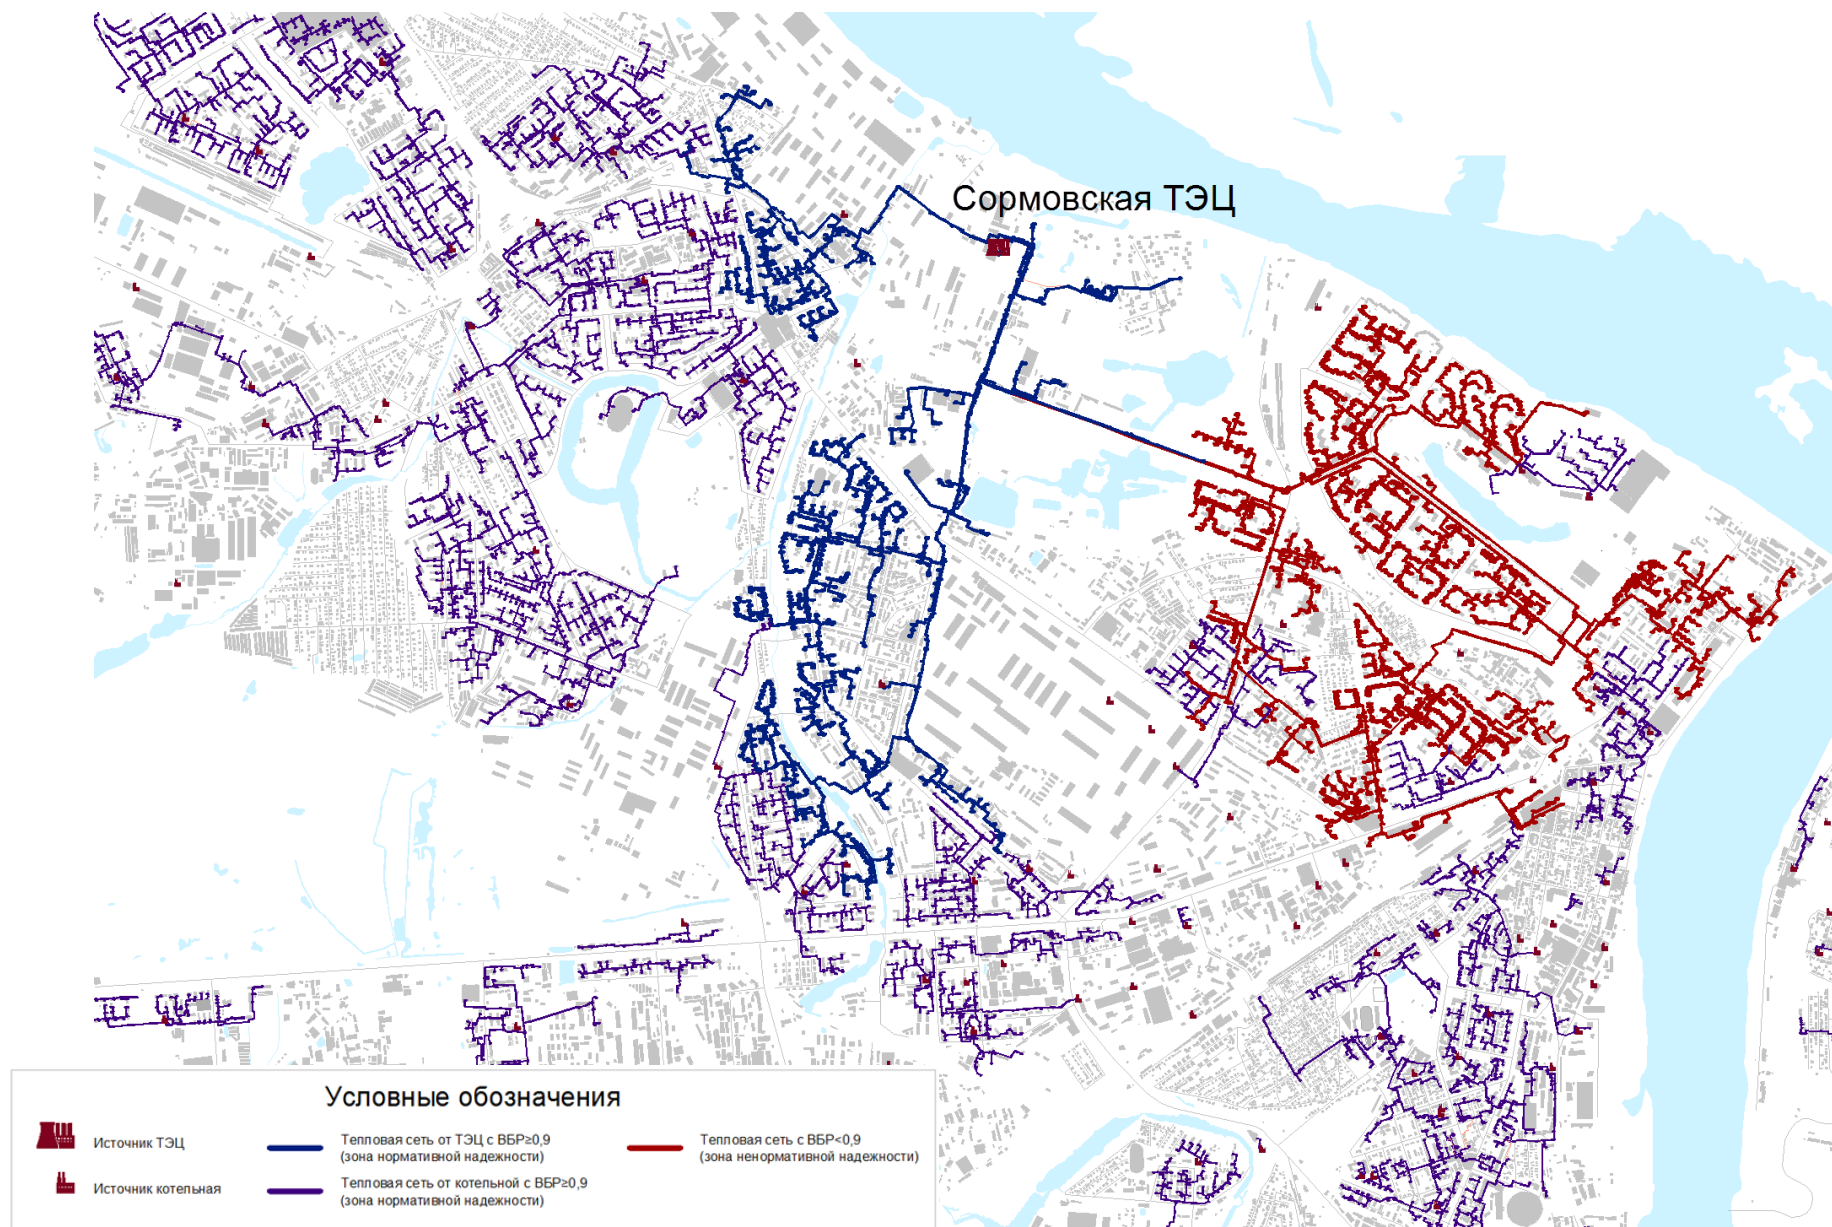 Сормовская ТЭЦ
Условные обозначения
Источник ТЭЦ
Тепловая сеть от ТЭЦ с ВБР≥0,9
(зона нормативной надежности)
Тепловая сеть с ВБР<0,9
(зона ненормативной надежности)
Источник котельная
Тепловая сеть от котельной с ВБР≥0,9
(зона нормативной надежности)